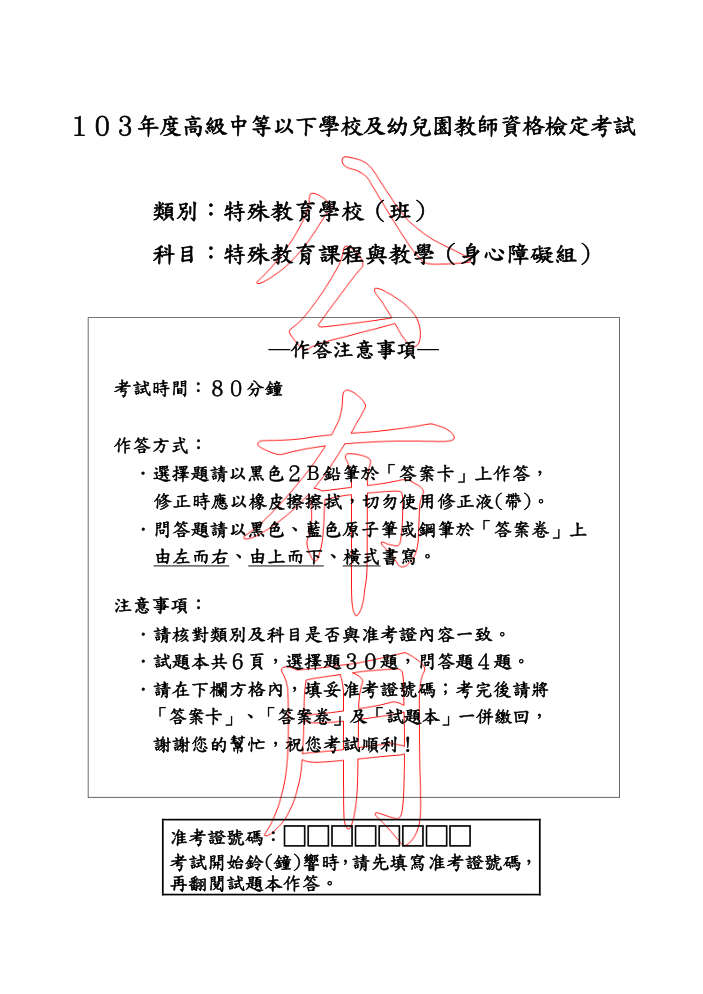 １０３年度高級中等以下學校及幼兒園教師資格檢定考試
類別：特殊教育學校（班）
科目：特殊教育課程與教學（身心障礙組）
—作答注意事項—
考試時間：８０分鐘
作答方式：
．選擇題請以黑色２Ｂ鉛筆於「答案卡」上作答，
修正時應以橡皮擦擦拭，切勿使用修正液(帶)。
．問答題請以黑色、藍色原子筆或鋼筆於「答案卷」上
由左而右、由上而下、橫式書寫。
注意事項：
．請核對類別及科目是否與准考證內容一致。
．試題本共６頁，選擇題３０題，問答題４題。
．請在下欄方格內，填妥准考證號碼；考完後請將
「答案卡」、「答案卷」及「試題本」一併繳回，
謝謝您的幫忙，祝您考試順利！
准考證號碼：□□□□□□□□
考試開始鈴(鐘)響時，請先填寫准考證號碼，
再翻閱試題本作答。
公布用